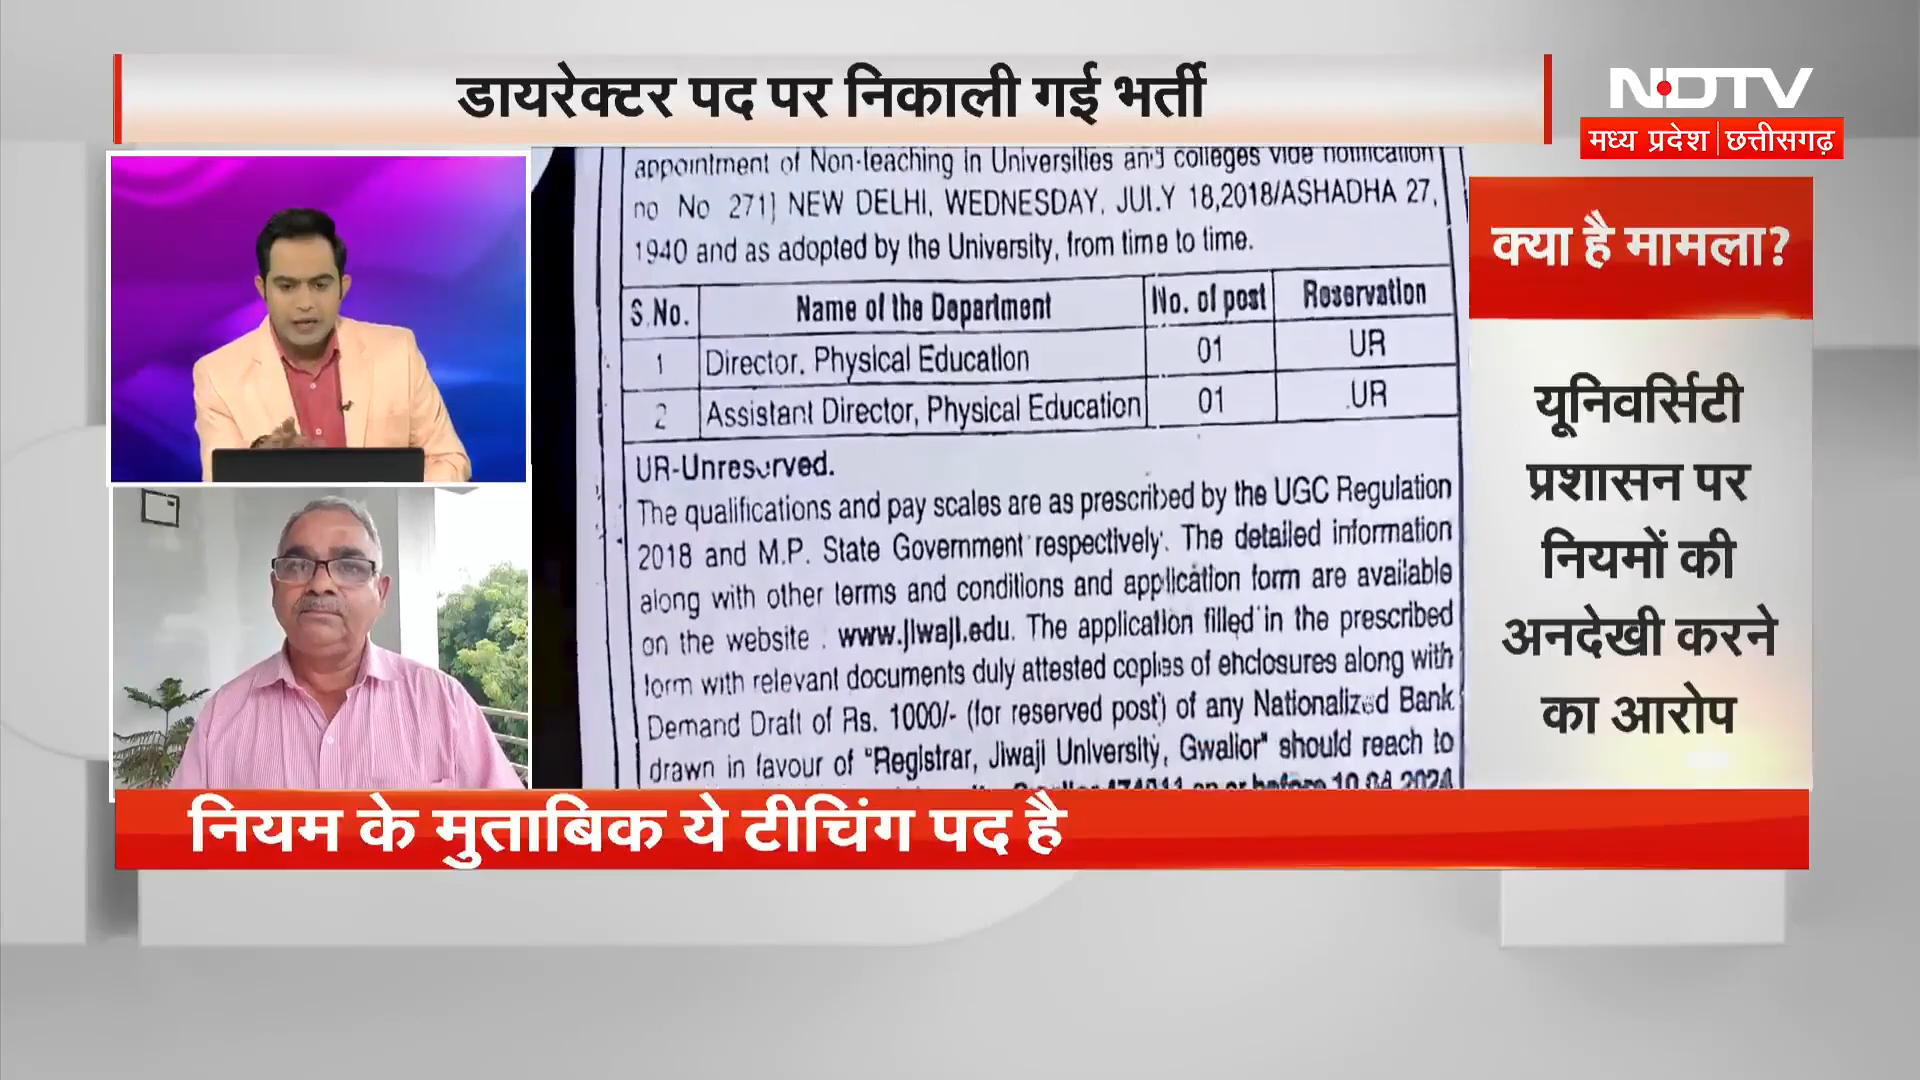 डायरेक्टर पद पर निकाली गई भर्ती
NDTV
मध्य प्रदेश छत्तीसगढ़
appointment of Non-teaching in Universities and colleges vide notification
no No 271] NEW DELHI, WEDNESDAY, JULY 18,2018/ASHADHA 27,
1940 and as adopted by the University, from time to time.
S.No. Name of the Department No. of post Reservation
1 Director, Physical Education 01 UR
2 Assistant Director, Physical Education 01 UR
UR-Unreserved.
The qualifications and pay scales are as prescribed by the UGC Regulation
2018 and M.P. State Government respectively. The detailed information
along with other terms and conditions and application form are available
on the website : www.jiwaji.edu. The application filled in the prescribed
form with relevant documents duly attested copies of enclosures along with
Demand Draft of Rs. 1000/- (for reserved post) of any Nationalized Bank
drawn in favour of "Registrar, Jiwaji University, Gwalior" should reach to
on or before 10.04.2024
क्या है मामला?
यूनिवर्सिटी
प्रशासन पर
नियमों की
अनदेखी करने
का आरोप
नियम के मुताबिक ये टीचिंग पद है